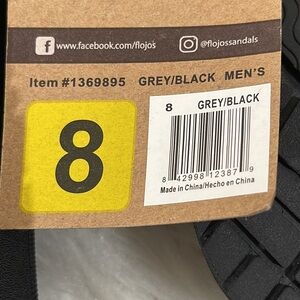 www.facebook.com/flojos
@flojossandals
Item #1369895 GREY/BLACK MEN'S
8
8 GREY/BLACK
8 42998 12387 9
Made in China/Hecho en China